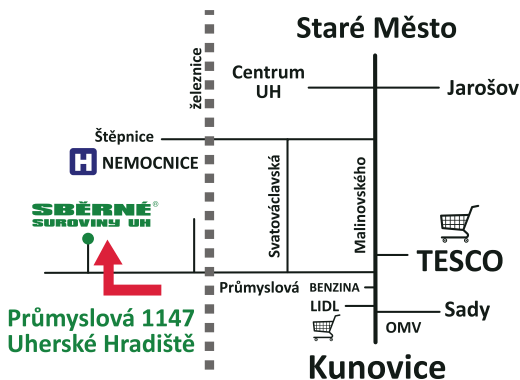 Staré Město
železnice
Centrum
UH
Jarošov
Štěpnice
H NEMOCNICE
Svatováclavská
Malinovského
SBĚRNÉ®
SUROVINY UH
TESCO
Průmyslová
BENZINA
LIDL
Sady
OMV
Průmyslová 1147
Uherské Hradiště
Kunovice